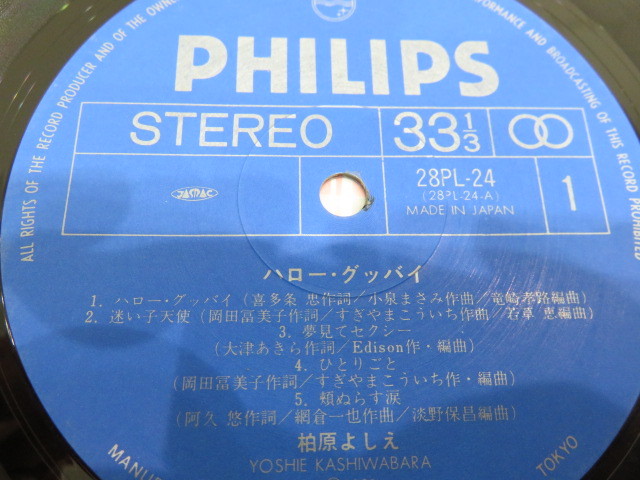 ALL RIGHTS OF THE RECORD PRODUCER AND OF THE OWNE
PERFORMANCE AND BROADCASTING OF THIS RECORD PROHIBITED
PHILIPS
STEREO
33 1/3
JASRAC
28PL-24
(28PL-24-A)
MADE IN JAPAN
1
ハロー・グッバイ
1. ハロー・グッバイ（喜多条 忠作詞／小泉まさみ作曲／竜崎孝路編曲）
2. 迷い子天使（岡田冨美子作詞／すぎやまこういち作曲／若草 恵編曲）
3. 夢見てセクシー
（大津あきら作詞／Edison作・編曲）
4. ひとりごと
（岡田冨美子作詞／すぎやまこういち作・編曲）
5. 頬ぬらす涙
（阿久 悠作詞／網倉一也作曲／淡野保昌編曲）
柏原よしえ
YOSHIE KASHIWABARA
MANU
TOKYO